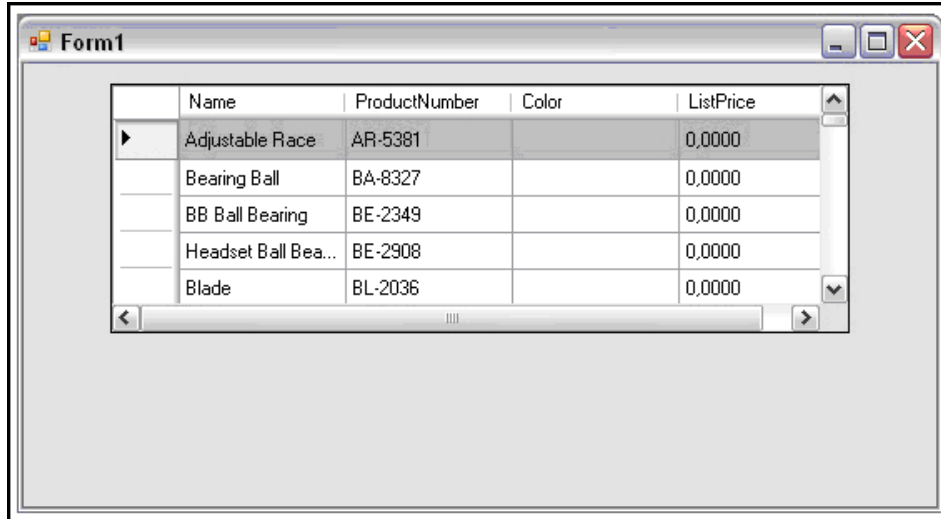 Form1
Name ProductNumber Color ListPrice
Adjustable Race AR-5381 0,0000
Bearing Ball BA-8327 0,0000
BB Ball Bearing BE-2349 0,0000
Headset Ball Bea... BE-2908 0,0000
Blade BL-2036 0,0000